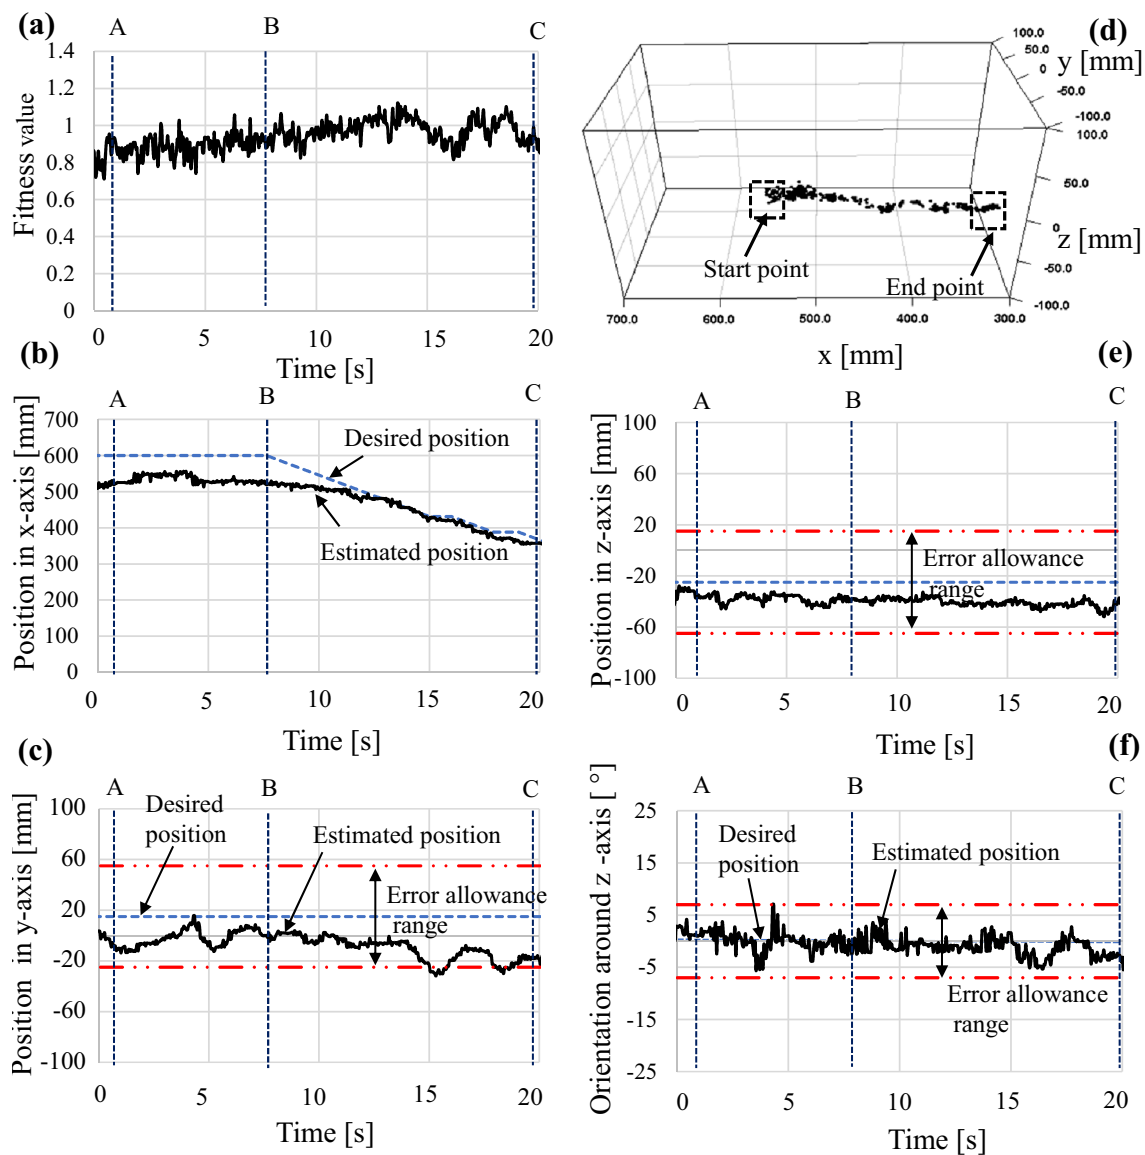 (a)
A
B
C
Fitness value
1.4
1.2
1
0.8
0.6
0.4
0.2
0
0
5
10
15
20
Time [s]
(d)
100.0
50.0
0
-50.0
-100.0
y [mm]
100.0
50.0
0
-50.0
-100.0
z [mm]
Start point
End point
700.0
600.0
500.0
400.0
300.0
x [mm]
(b)
A
B
C
Position in x-axis [mm]
700
600
500
400
300
200
100
0
Desired position
Estimated position
0
5
10
15
20
Time [s]
(e)
A
B
C
Position in z-axis [mm]
100
60
20
-20
-60
-100
Error allowance
range
0
5
10
15
20
Time [s]
(c)
A
B
C
Position in y-axis [mm]
100
60
20
-20
-60
-100
Desired
position
Estimated position
Error allowance
range
0
5
10
15
20
Time [s]
(f)
A
B
C
Orientation around z -axis [ °]
25
15
5
-5
-15
-25
Desired
position
Estimated position
Error allowance
range
0
5
10
15
20
Time [s]